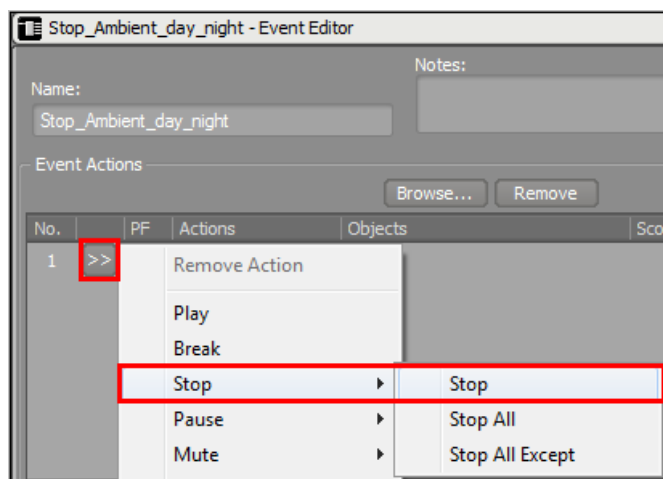 Stop_Ambient_day_night - Event Editor
Notes:
Name:
Stop_Ambient_day_night
Event Actions
Browse... Remove
No. PF Actions Objects Sco
1 >> Remove Action
Play
Break
Stop Stop
Pause Stop All
Mute Stop All Except